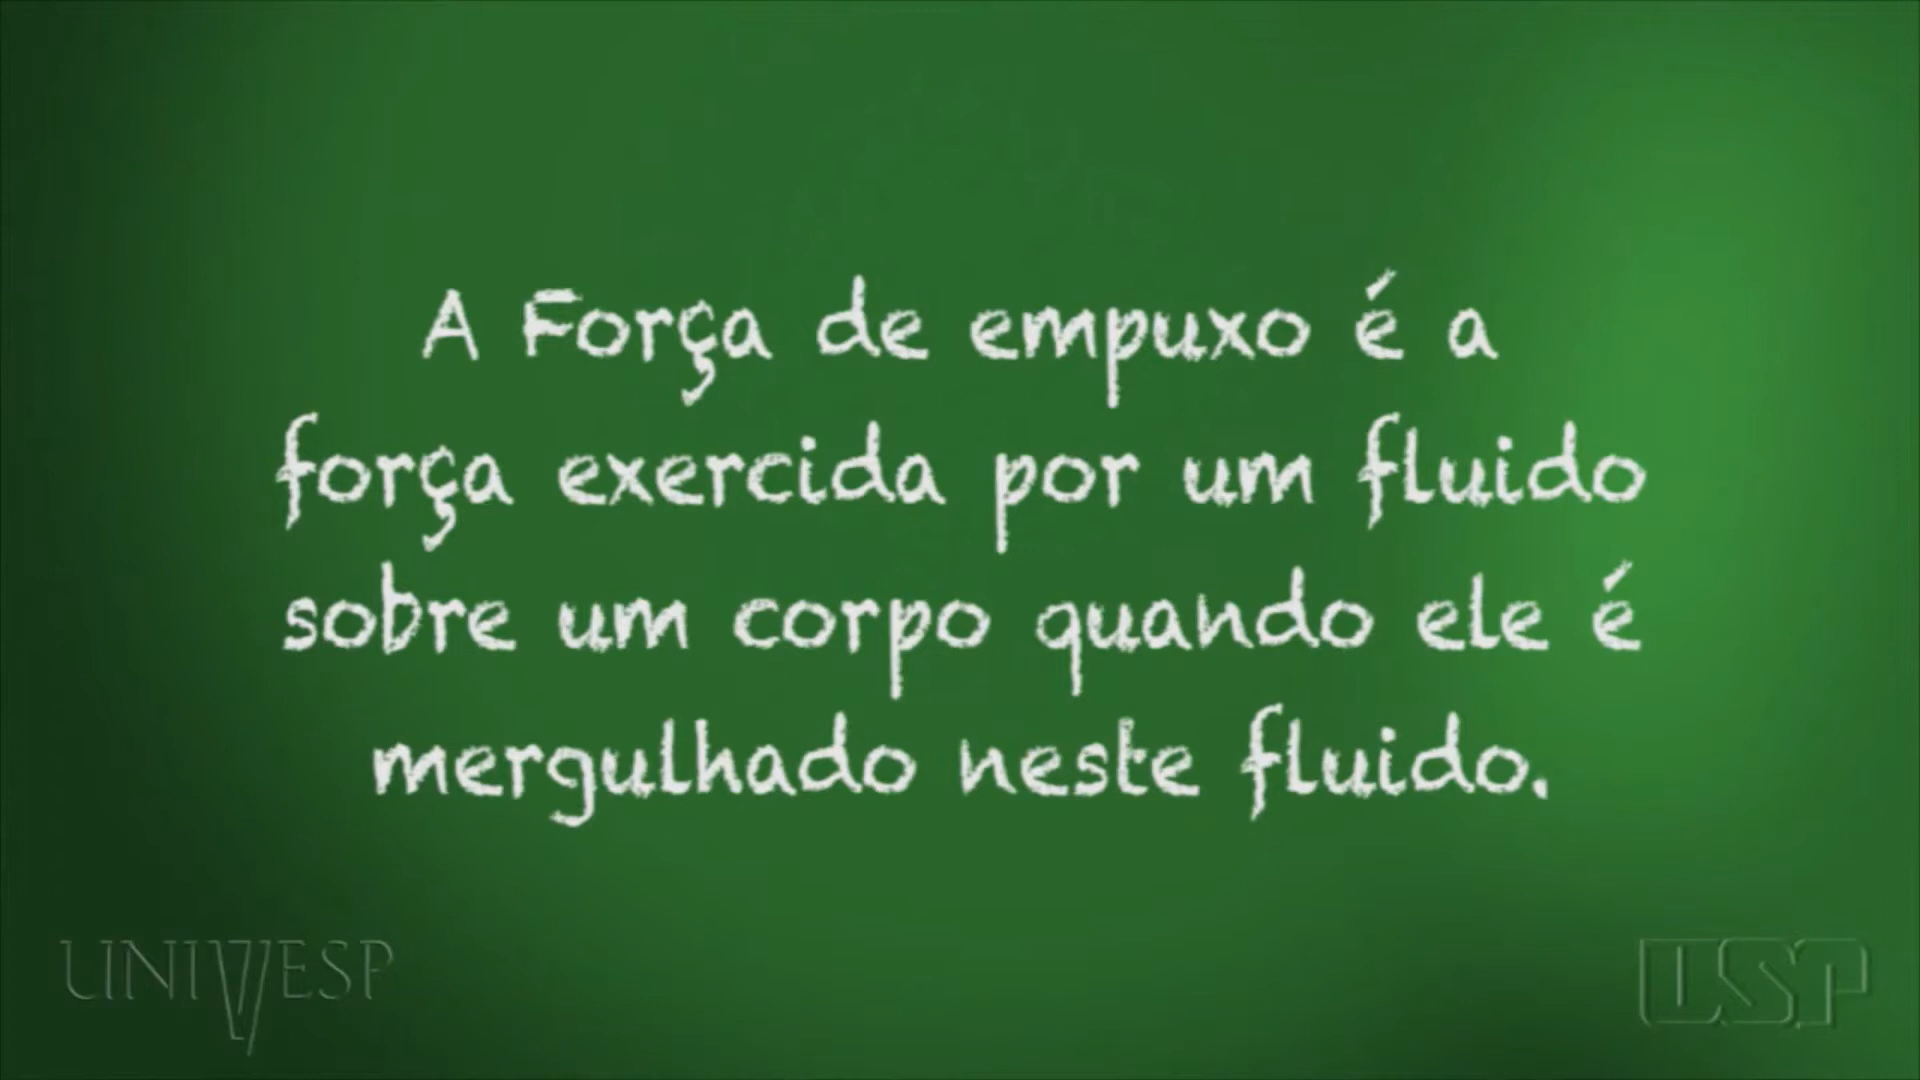 A Força de empuxo é a
força exercida por um fluido
sobre um corpo quando ele é
mergulhado neste fluido.
UNIVESP
USP